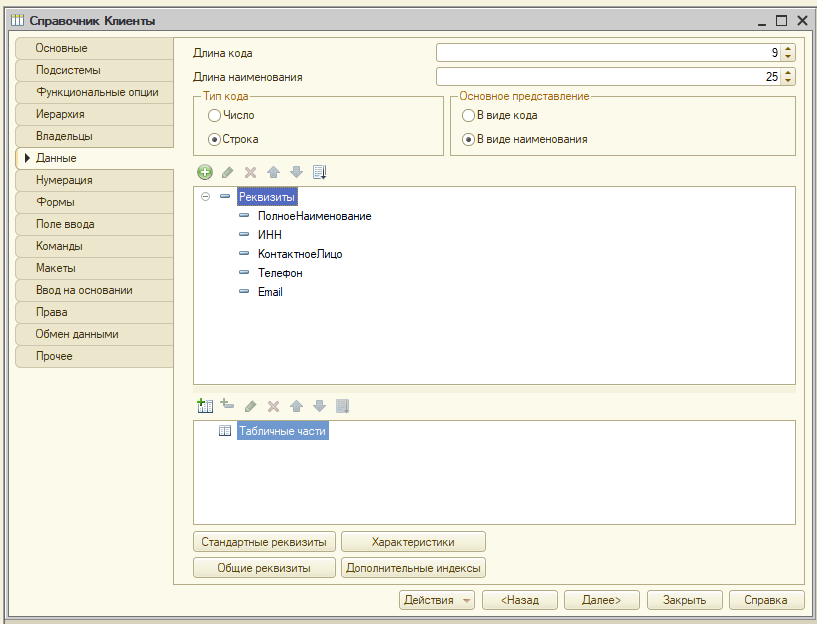 Справочник Клиенты
Основные
Подсистемы
Функциональные опции
Иерархия
Владельцы
Данные
Нумерация
Формы
Поле ввода
Команды
Макеты
Ввод на основании
Права
Обмен данными
Прочее
Длина кода 9
Длина наименования 25
Тип кода
Число
Строка
Основное представление
В виде кода
В виде наименования
Реквизиты
ПолноеНаименование
ИНН
КонтактноеЛицо
Телефон
Email
Табличные части
Стандартные реквизиты Характеристики
Общие реквизиты Дополнительные индексы
Действия <Назад Далее> Закрыть Справка